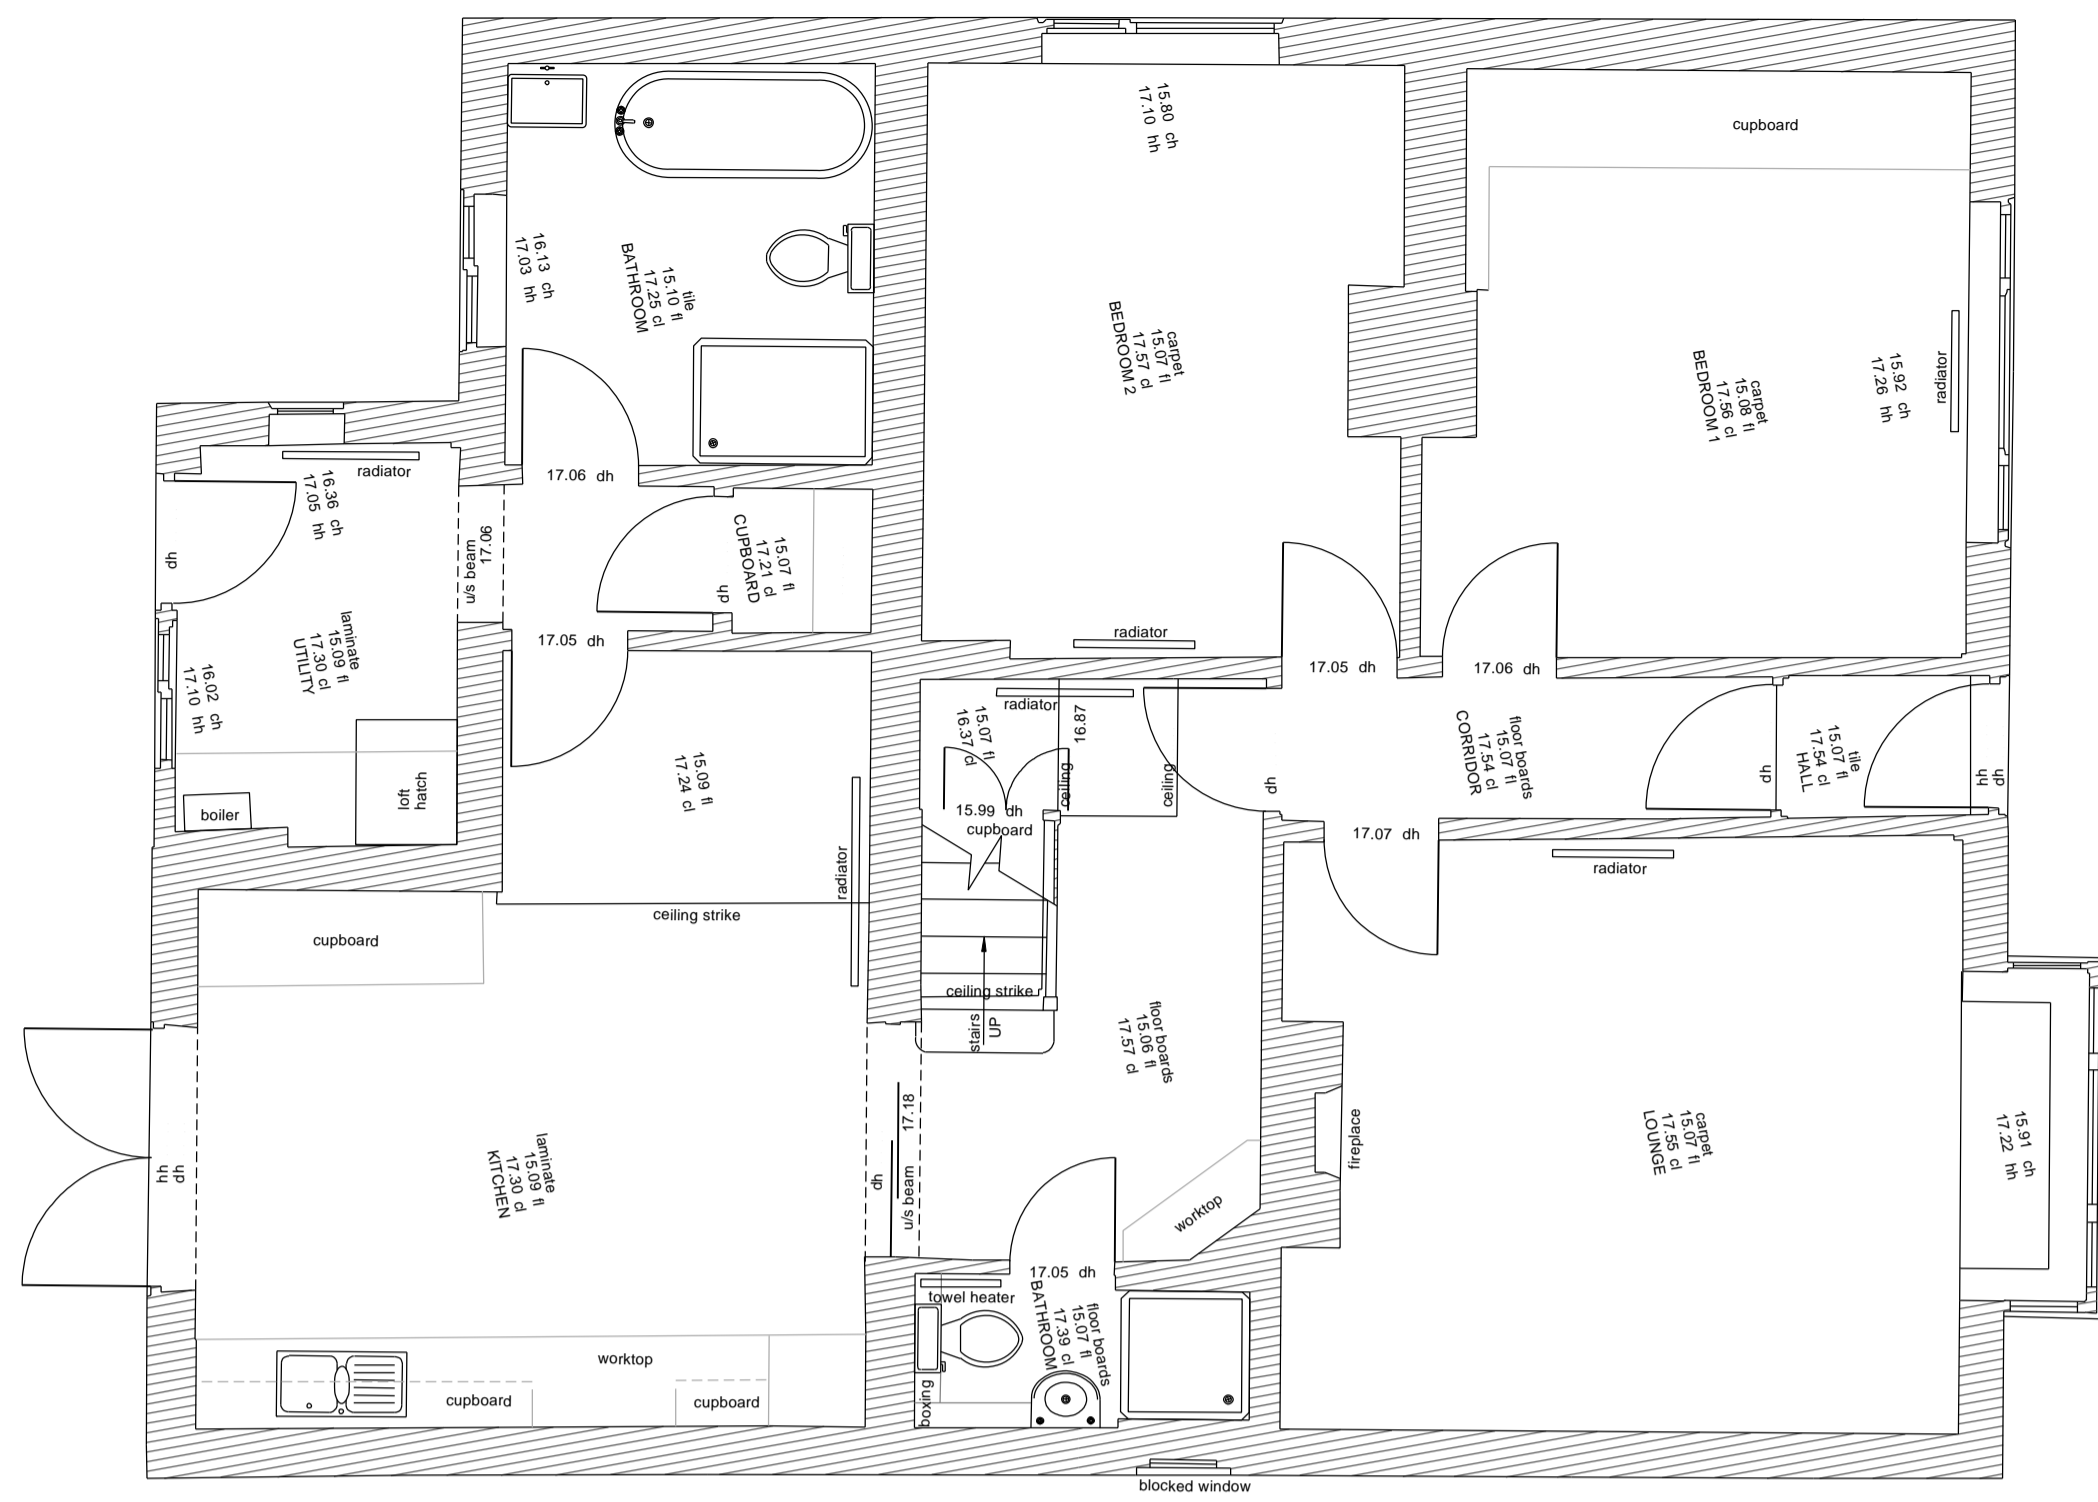 cupboard
15.80 ch
17.10 hh
16.13 ch
17.03 hh
tile
15.10 fl
17.25 cl
BATHROOM
carpet
15.07 fl
17.57 cl
BEDROOM 2
carpet
15.08 fl
17.56 cl
BEDROOM 1
15.92 ch
17.26 hh
radiator
radiator
16.36 ch
17.05 hh
17.06 dh
dh
u/s beam
17.06
15.07 fl
17.21 cl
CUPBOARD
dh
laminate
15.09 fl
17.30 cl
UTILITY
16.02 ch
17.10 hh
17.05 dh
radiator
17.05 dh
17.06 dh
15.09 fl
17.24 cl
radiator
15.07 fl
16.37 cl
16.87
ceiling
ceiling
dh
floor boards
15.07 fl
17.54 cl
CORRIDOR
dh
tile
15.07 fl
17.54 cl
HALL
dh
hh
loft
hatch
boiler
15.99 dh
cupboard
17.07 dh
radiator
radiator
ceiling strike
cupboard
ceiling strike
stairs
UP
floor boards
15.06 fl
17.57 cl
fireplace
carpet
15.07 fl
17.55 cl
LOUNGE
15.91 ch
17.22 hh
hh
dh
laminate
15.09 fl
17.30 cl
KITCHEN
dh
u/s beam
17.18
worktop
17.05 dh
towel heater
floor boards
15.07 fl
17.39 cl
BATHROOM
boxing
worktop
cupboard
cupboard
blocked window